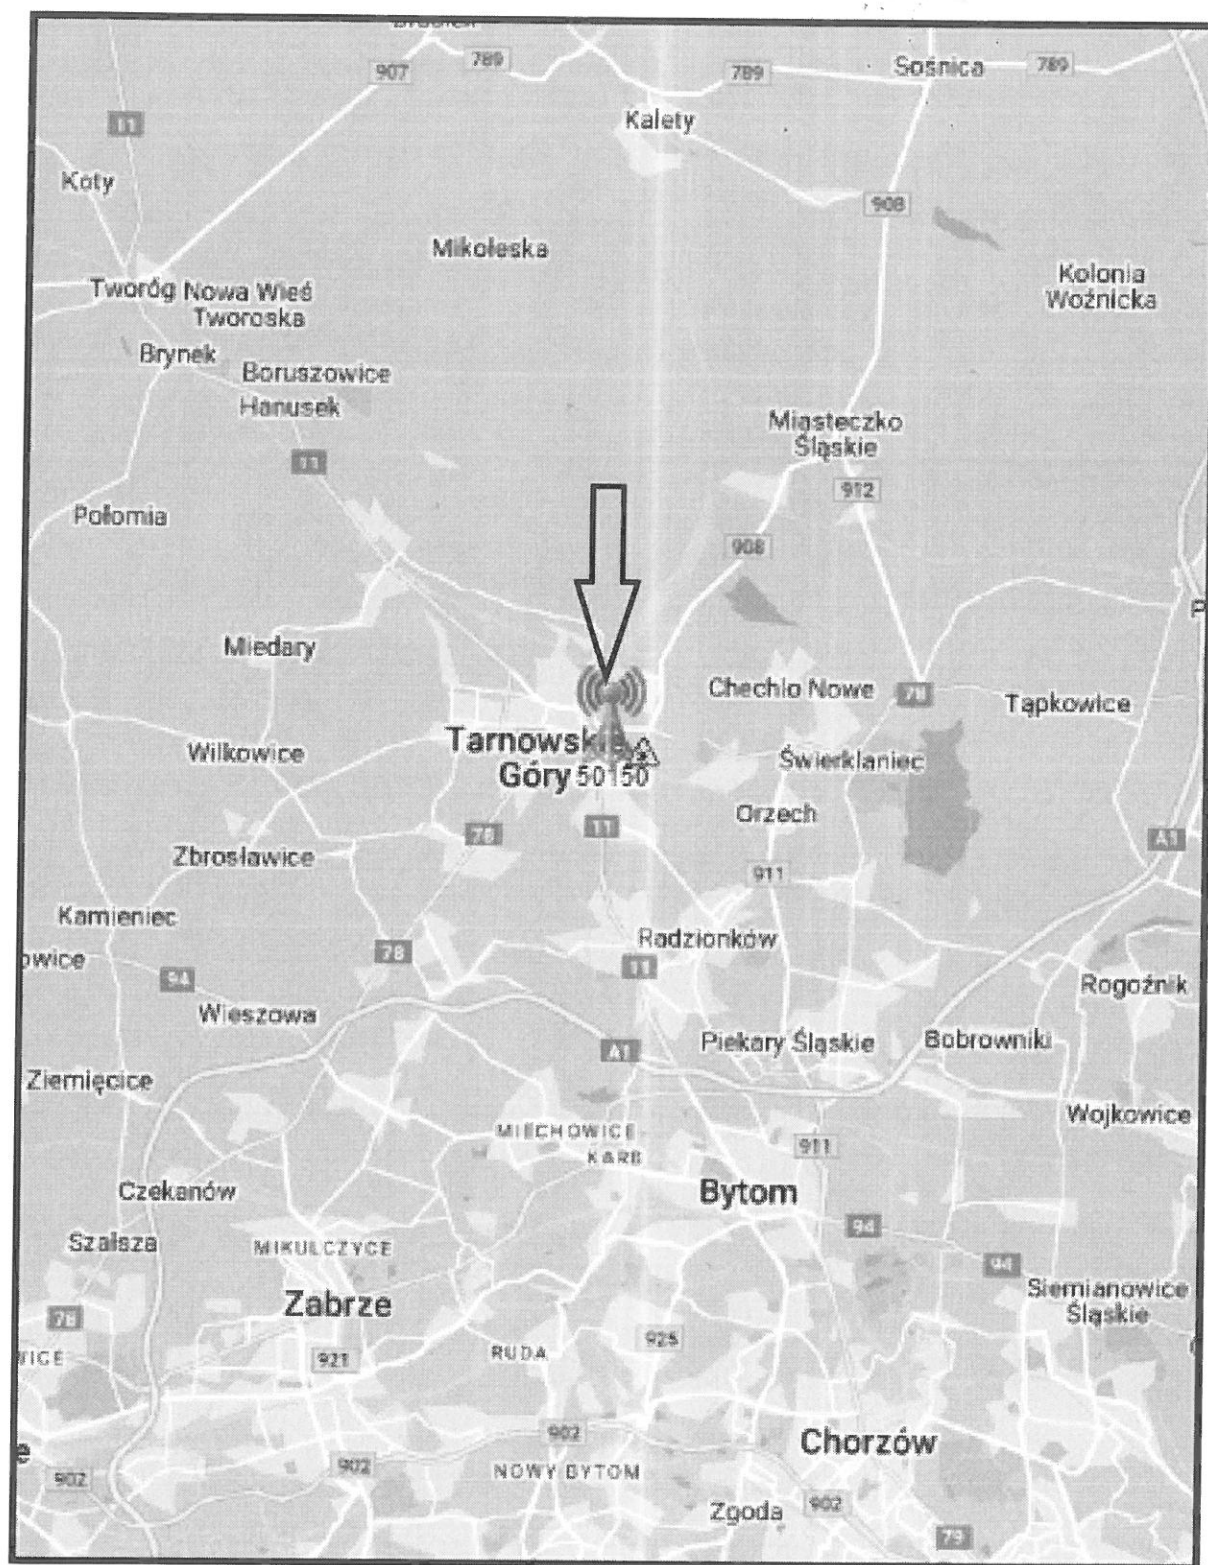 789
907
789
Sośnica
789
11
Kalety
Koty
908
Mikołeska
Kolonia
Woźnicka
Tworóg
Nowa Wieś
Tworoska
Brynek
Boruszowice
Hanusek
Miasteczko
Śląskie
11
912
Połomia
908
P
Miedary
Chechło Nowe
78
Tąpkowice
Tarnowskie
Góry
50150
Wilkowice
Świerklaniec
Orzech
78
11
A1
Zbrosławice
911
Kamieniec
Radzionków
owice
94
78
11
Rogoźnik
Wieszowa
A1
Piekary Śląskie
Bobrowniki
Ziemięcice
Wojkowice
MIECHOWICE
KARB
911
Czekanów
Bytom
94
Szałsza
MIKULCZYCE
94
Zabrze
Siemianowice
Śląskie
78
WICE
921
RUDA
925
902
Chorzów
e
902
902
NOWY BYTOM
Zgoda
902
79